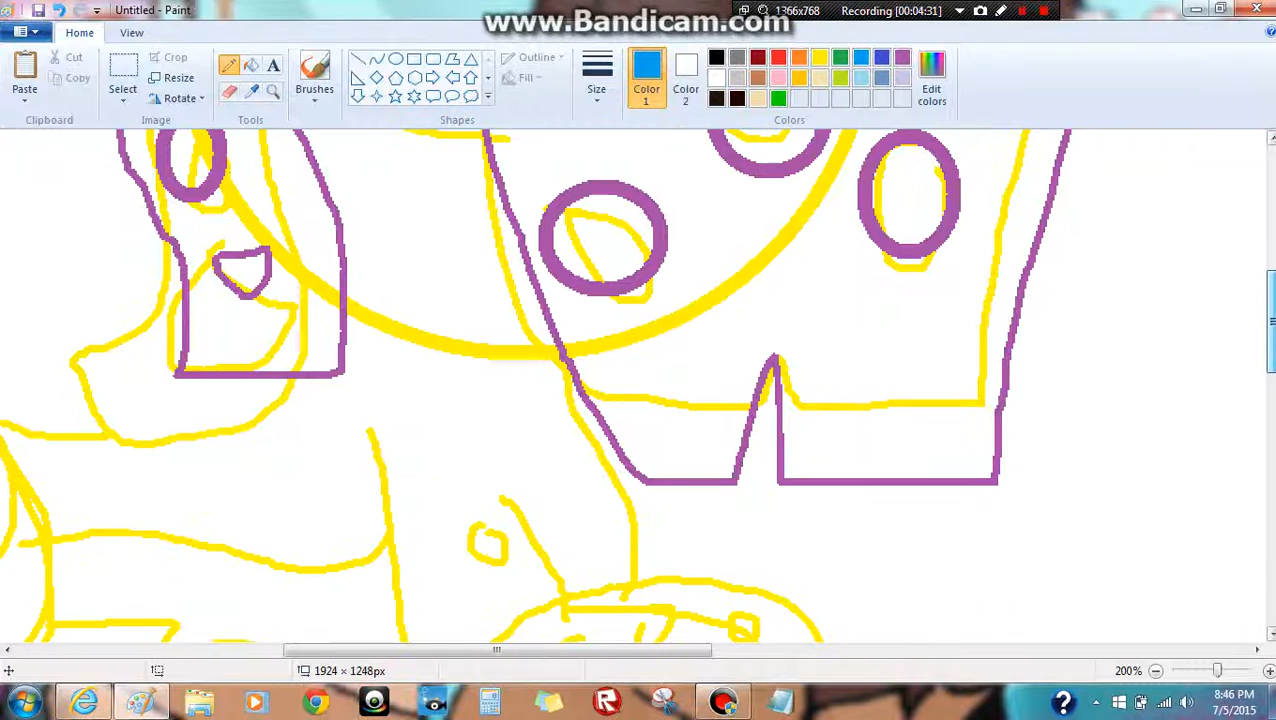 www.Bandicam.com
Untitled - Paint
1366x768
Recording [00:04:31]
Home
View
Paste
Cut
Copy
Clipboard
Select
Crop
Resize
Rotate
Image
A
Tools
Brushes
Shapes
Outline
Fill
Size
Color
1
Color
2
Edit
colors
Colors
1924 × 1248px
200%
8:46 PM
7/5/2015